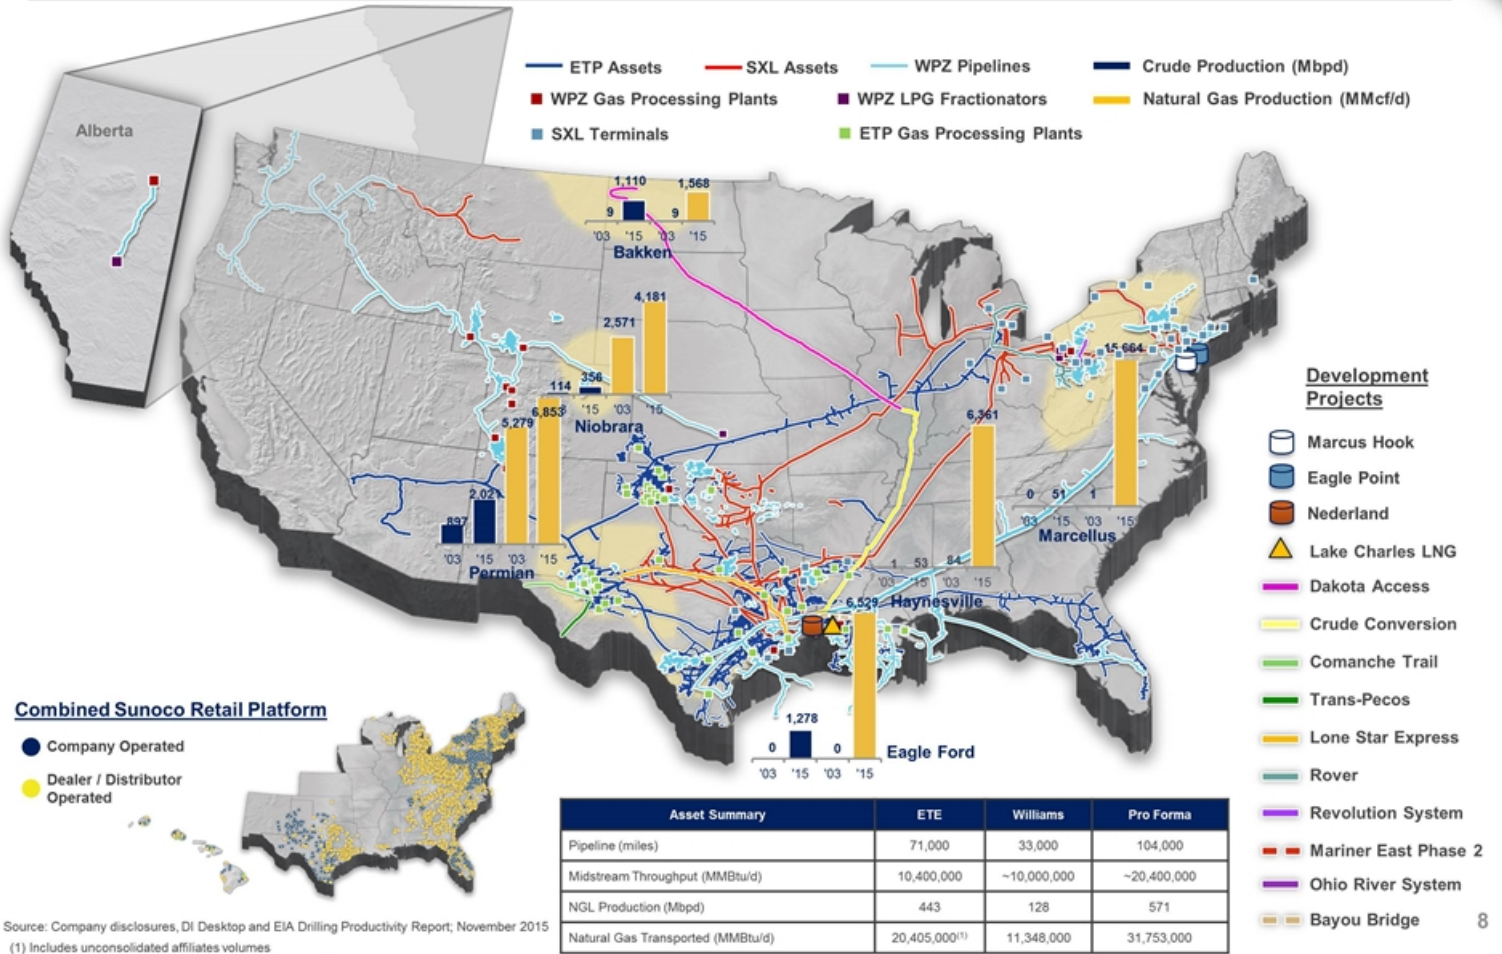 ETP Assets
SXL Assets
WPZ Pipelines
Crude Production (Mbpd)
WPZ Gas Processing Plants
WPZ LPG Fractionators
Natural Gas Production (MMcf/d)
SXL Terminals
ETP Gas Processing Plants
Alberta
1,110
1,568
9
9
'03 '15 '03 '15
Bakken
4,181
2,571
114 356
'15 '03 '15
Niobrara
5,279 6,853
897 2,021
'03 '15 '03 '15
Permian
6,361
1 53 84
'03 '15 '03 '15
Haynesville
15,664
0 51 1
'03 '15 '03 '15
Marcellus
6,529
1,278
0 0
'03 '15 '03 '15
Eagle Ford
Development
Projects
Marcus Hook
Eagle Point
Nederland
Lake Charles LNG
Dakota Access
Crude Conversion
Comanche Trail
Trans-Pecos
Lone Star Express
Rover
Revolution System
Mariner East Phase 2
Ohio River System
Bayou Bridge
Combined Sunoco Retail Platform
Company Operated
Dealer / Distributor
Operated
Asset Summary ETE Williams Pro Forma
Pipeline (miles) 71,000 33,000 104,000
Midstream Throughput (MMBtu/d) 10,400,000 ~10,000,000 ~20,400,000
NGL Production (Mbpd) 443 128 571
Natural Gas Transported (MMBtu/d) 20,405,000(1) 11,348,000 31,753,000
Source: Company disclosures, DI Desktop and EIA Drilling Productivity Report; November 2015
(1) Includes unconsolidated affiliates volumes
8